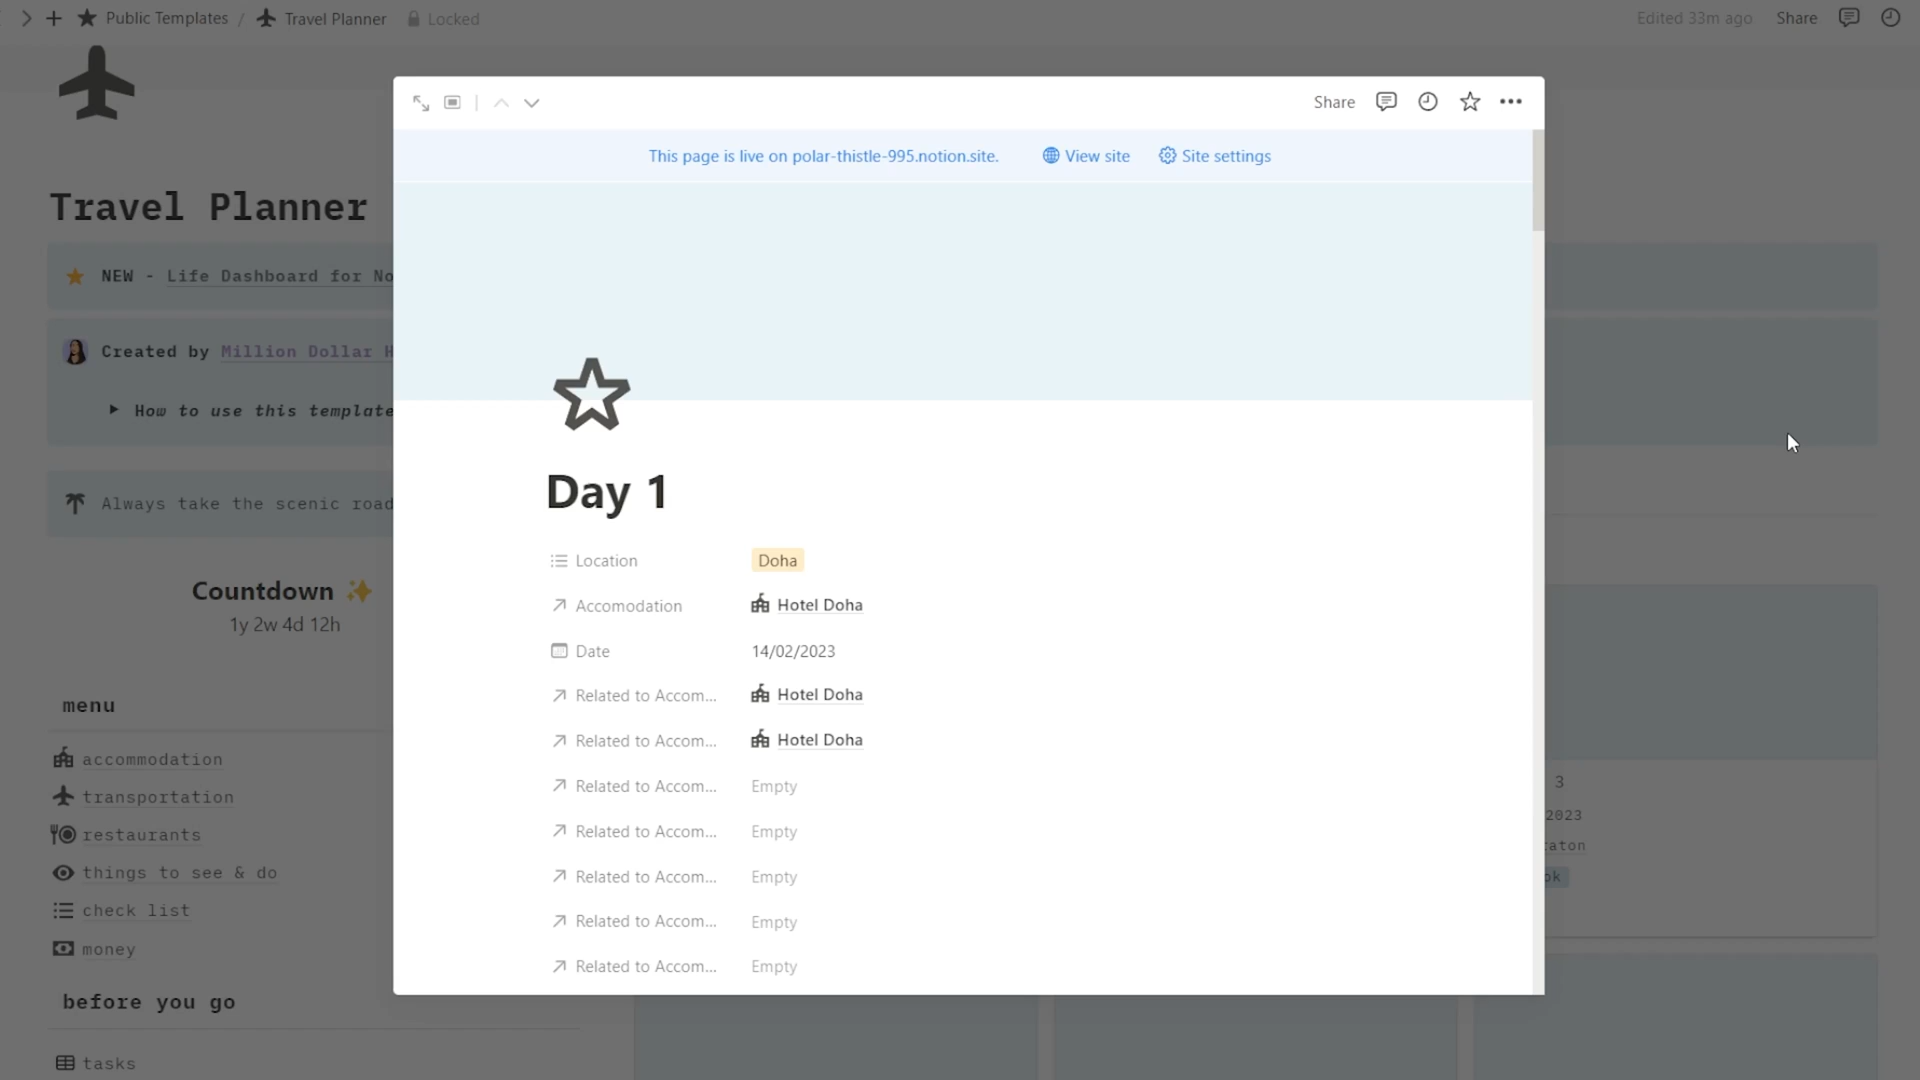 Public Templates / Travel Planner Locked
Edited 33m ago Share
Travel Planner
NEW - Life Dashboard for No
Created by Million Dollar H
How to use this template
Always take the scenic road
Countdown ✨
1y 2w 4d 12h
menu
accommodation
transportation
restaurants
things to see & do
check list
money
before you go
tasks
Share
This page is live on polar-thistle-995.notion.site. View site Site settings
Day 1
Location Doha
Accomodation Hotel Doha
Date 14/02/2023
Related to Accom... Hotel Doha
Related to Accom... Hotel Doha
Related to Accom... Empty
Related to Accom... Empty
Related to Accom... Empty
Related to Accom... Empty
Related to Accom... Empty
3
2023
raton
ok